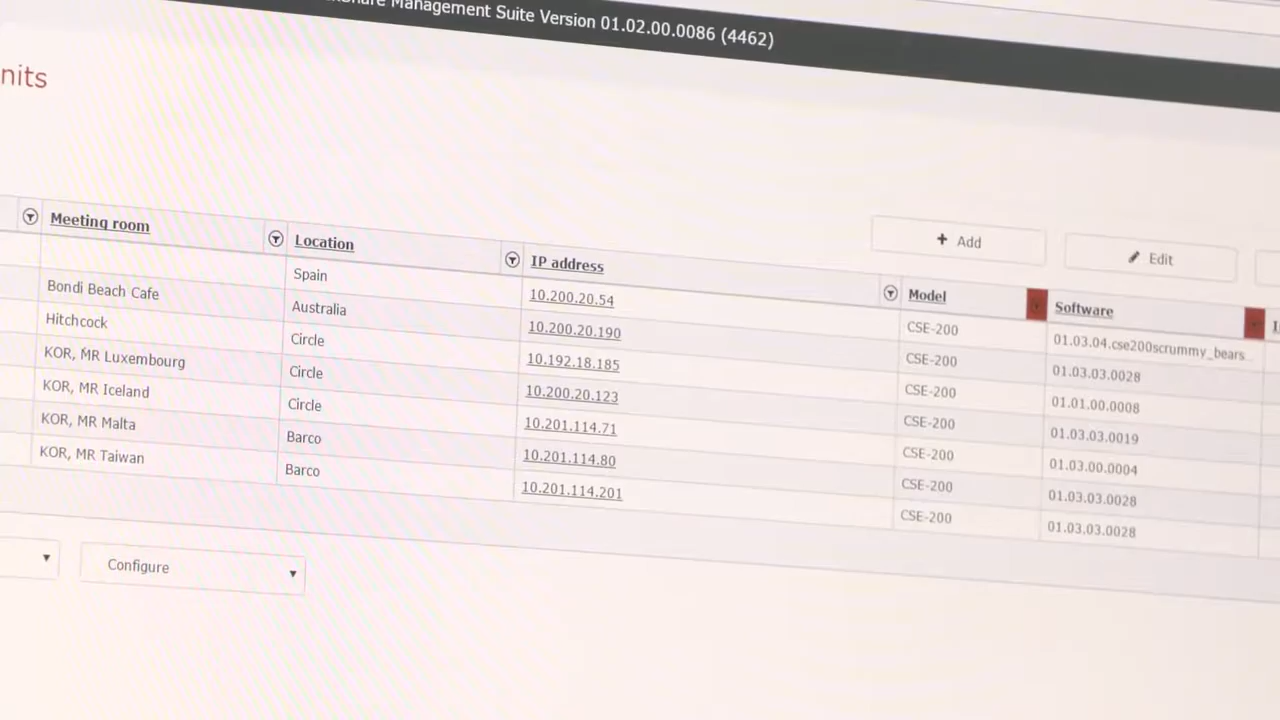 Share Management Suite Version 01.02.00.0086 (4462)
nits
+ Add Edit
Meeting room Location IP address Model Software
Spain 10.200.20.54 CSE-200 01.03.04.cse200scrummy_bears...
Bondi Beach Cafe Australia 10.200.20.190 CSE-200 01.03.03.0028
Hitchcock Circle 10.192.18.185 CSE-200 01.01.00.0008
KOR, MR Luxembourg Circle 10.200.20.123 CSE-200 01.03.03.0019
KOR, MR Iceland Circle 10.201.114.71 CSE-200 01.03.00.0004
KOR, MR Malta Barco 10.201.114.80 CSE-200 01.03.03.0028
KOR, MR Taiwan Barco 10.201.114.201 CSE-200 01.03.03.0028
Configure